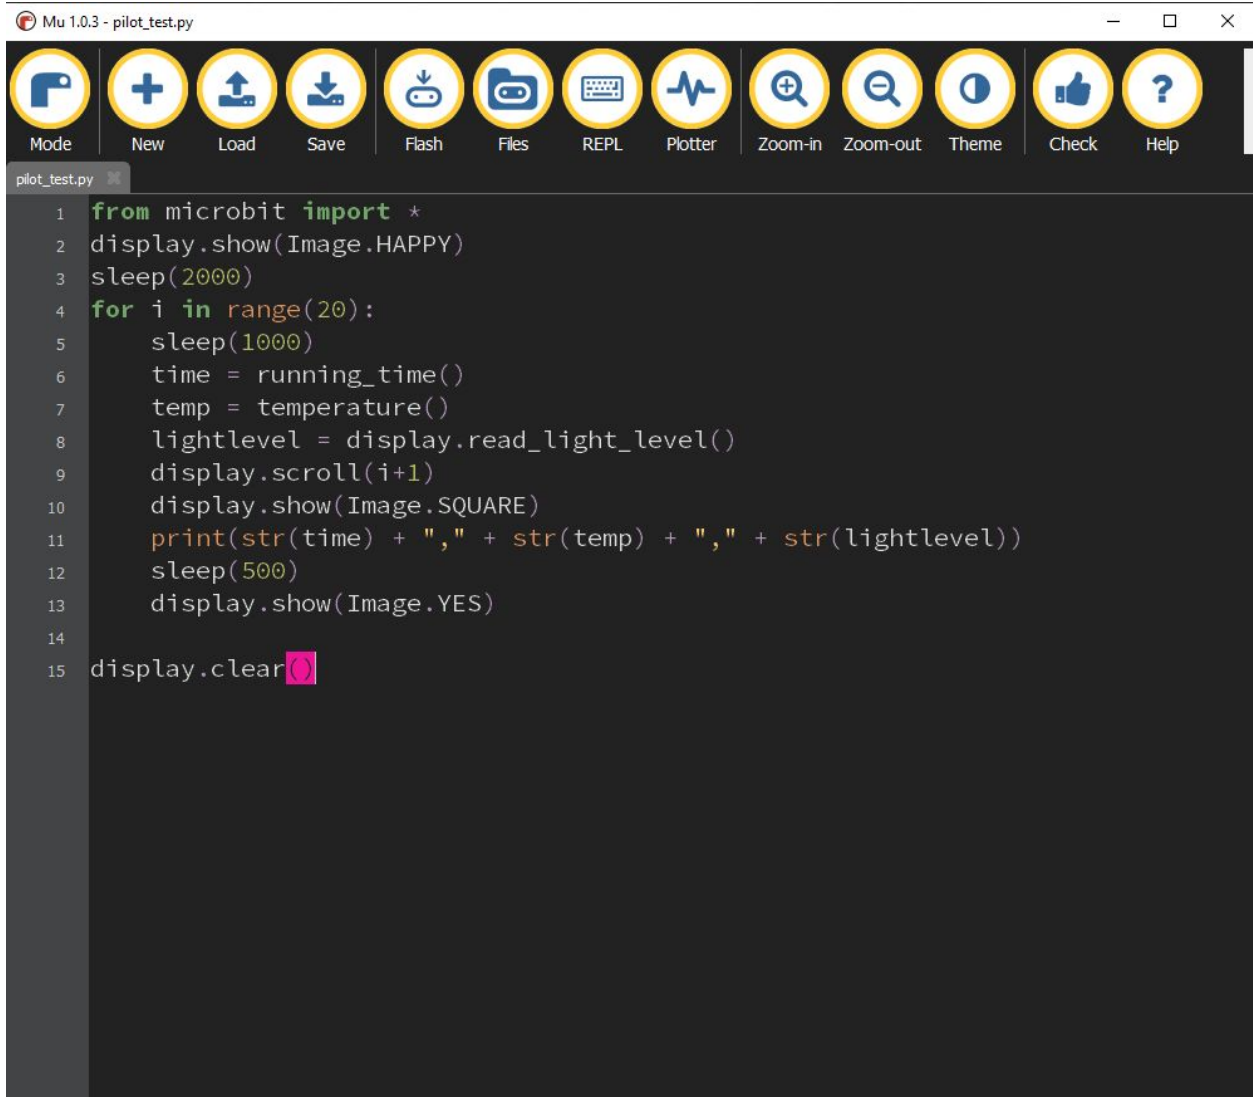 Mu 1.0.3 - pilot_test.py
Mode New Load Save Flash Files REPL Plotter Zoom-in Zoom-out Theme Check Help
pilot_test.py
1 from microbit import *
2 display.show(Image.HAPPY)
3 sleep(2000)
4 for i in range(20):
5     sleep(1000)
6     time = running_time()
7     temp = temperature()
8     lightlevel = display.read_light_level()
9     display.scroll(i+1)
10     display.show(Image.SQUARE)
11     print(str(time) + "," + str(temp) + "," + str(lightlevel))
12     sleep(500)
13     display.show(Image.YES)
14
15 display.clear()